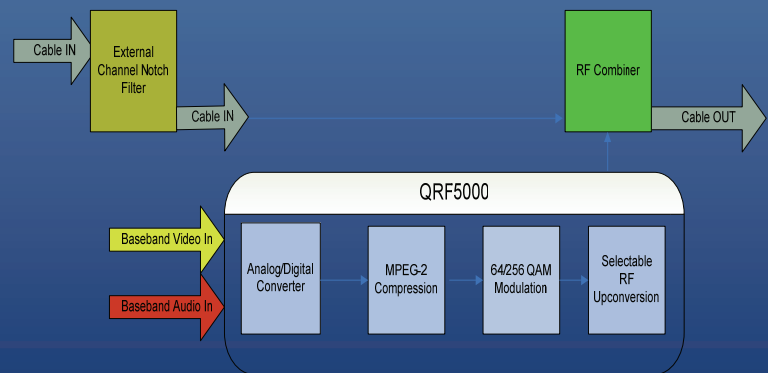 Cable IN
External
Channel Notch
Filter
Cable IN
RF Combiner
Cable OUT
QRF5000
Baseband Video In
Baseband Audio In
Analog/Digital
Converter
MPEG-2
Compression
64/256 QAM
Modulation
Selectable
RF
Upconversion